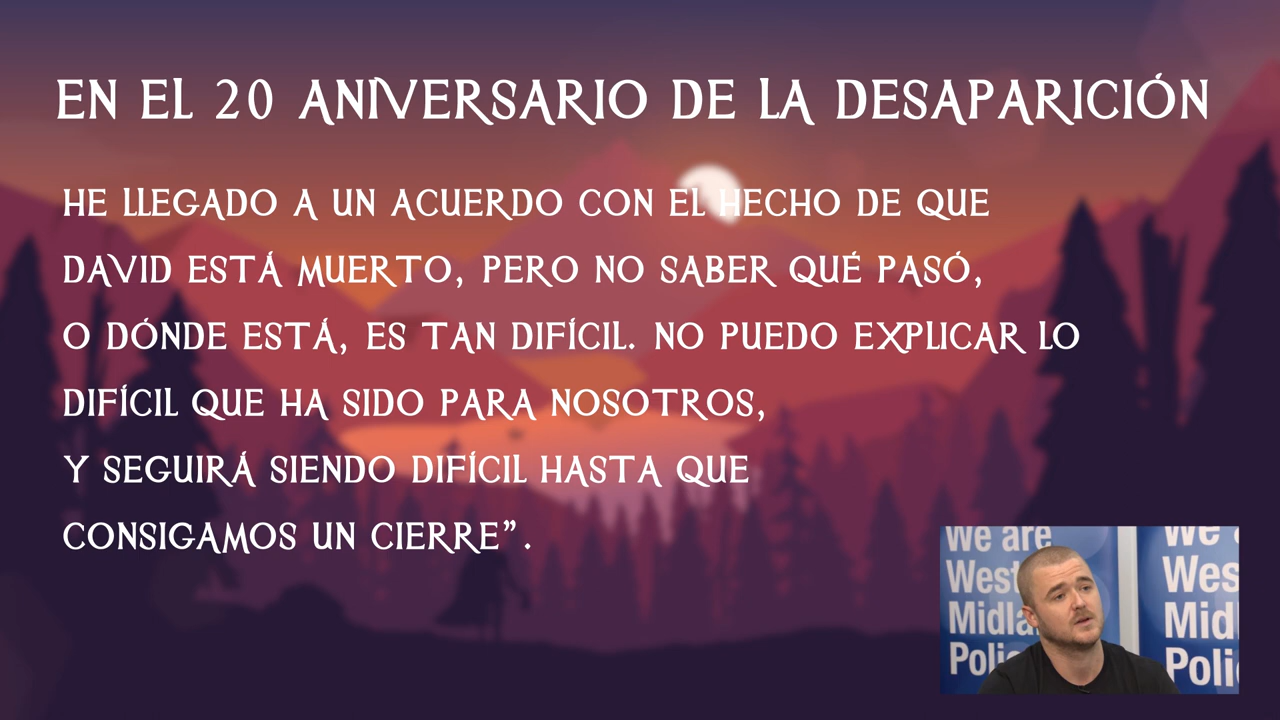 EN EL 20 ANIVERSARIO DE LA DESAPARICIÓN
HE LLEGADO A UN ACUERDO CON EL HECHO DE QUE
DAVID ESTÁ MUERTO, PERO NO SABER QUÉ PASÓ,
O DÓNDE ESTÁ, ES TAN DIFÍCIL. NO PUEDO EXPLICAR LO
DIFÍCIL QUE HA SIDO PARA NOSOTROS,
Y SEGUIRÁ SIENDO DIFÍCIL HASTA QUE
CONSIGAMOS UN CIERRE”.
We are
West
Midla
Polic
We a
Wes
Midl
Poli